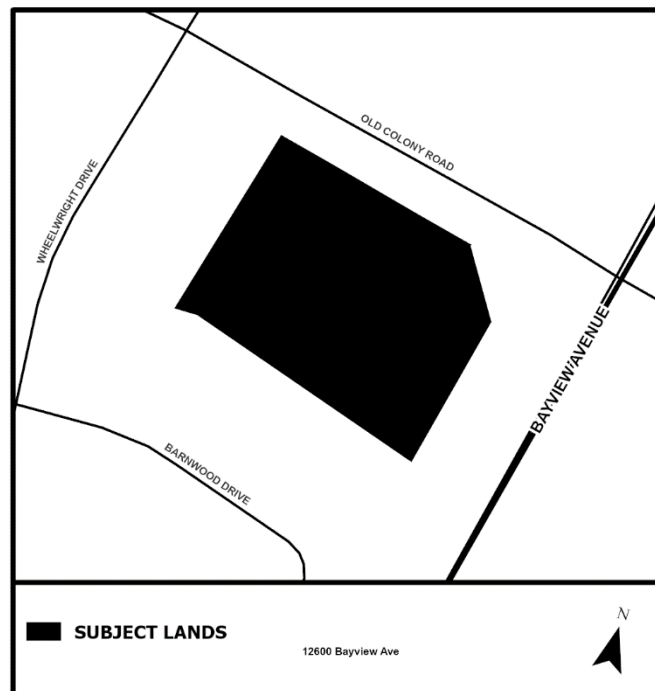 OLD COLONY ROAD
WHEELWRIGHT DRIVE
BAYVIEW AVENUE
BARNWOOD DRIVE
SUBJECT LANDS
12600 Bayview Ave
N